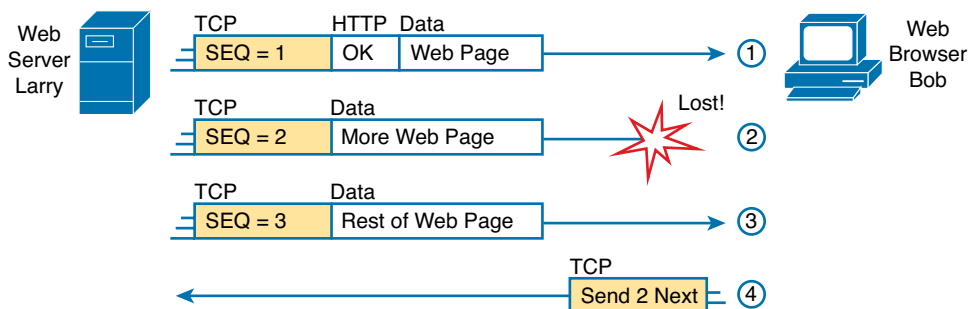 Web
Server
Larry
TCP HTTP Data
SEQ = 1 OK Web Page
1
Web
Browser
Bob
TCP Data
SEQ = 2 More Web Page
Lost!
2
TCP Data
SEQ = 3 Rest of Web Page
3
TCP
Send 2 Next
4